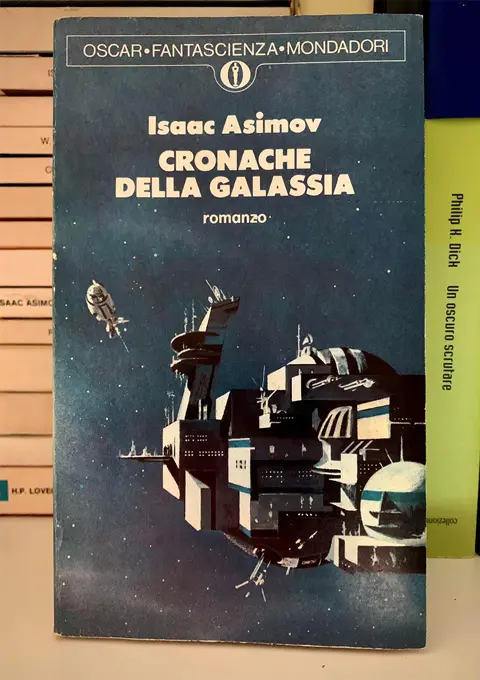 OSCAR•FANTASCIENZA•MONDADORI
Isaac Asimov
CRONACHE
DELLA GALASSIA
romanzo
W.
ISAAC ASIMO
H.P. LOVE
Philip K. Dick Un oscuro scrutare